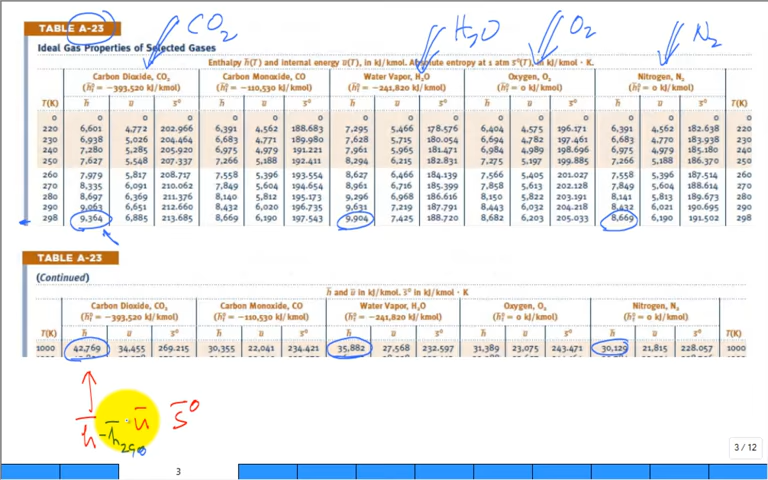 CO2 H2O O2 N2
TABLE A-23
Ideal Gas Properties of Selected Gases
Enthalpy h̄(T) and internal energy ū(T), in kJ/kmol. Absolute entropy at 1 atm s̄°(T), in kJ/kmol · K.
Carbon Dioxide, CO₂ Carbon Monoxide, CO Water Vapor, H₂O Oxygen, O₂ Nitrogen, N₂
(h̄°f = −393,520 kJ/kmol) (h̄°f = −110,530 kJ/kmol) (h̄°f = −241,820 kJ/kmol) (h̄°f = 0 kJ/kmol) (h̄°f = 0 kJ/kmol)
T(K) h̄ ū s̄° h̄ ū s̄° h̄ ū s̄° h̄ ū s̄° h̄ ū s̄° T(K)
0 0 0 0 0 0 0 0 0 0 0 0
220 6,601 4,772 202.966 6,391 4,562 188.683 7,295 5,466 178.576 6,404 4,575 196.171 6,391 4,562 182.638 220
230 6,938 5,026 204.464 6,683 4,771 189.980 7,628 5,715 180.054 6,694 4,782 197.461 6,683 4,770 183.938 230
240 7,280 5,285 205.920 6,975 4,979 191.221 7,961 5,965 181.471 6,984 4,989 198.696 6,975 4,979 185.180 240
250 7,627 5,548 207.337 7,266 5,188 192.411 8,294 6,215 182.831 7,275 5,197 199.885 7,266 5,188 186.370 250
260 7,979 5,817 208.717 7,558 5,396 193.554 8,627 6,466 184.139 7,566 5,405 201.027 7,558 5,396 187.514 260
270 8,335 6,091 210.062 7,849 5,604 194.654 8,961 6,716 185.399 7,858 5,613 202.128 7,849 5,604 188.614 270
280 8,697 6,369 211.376 8,140 5,812 195.173 9,296 6,968 186.616 8,150 5,822 203.191 8,141 5,813 189.673 280
290 9,063 6,651 212.660 8,432 6,020 196.735 9,631 7,219 187.791 8,443 6,032 204.218 8,432 6,021 190.695 290
298 9,364 6,885 213.685 8,669 6,190 197.543 9,904 7,425 188.720 8,682 6,203 205.033 8,669 6,190 191.502 298
TABLE A-23
(Continued)
h̄ and ū in kJ/kmol. s̄° in kJ/kmol · K
Carbon Dioxide, CO₂ Carbon Monoxide, CO Water Vapor, H₂O Oxygen, O₂ Nitrogen, N₂
(h̄°f = −393,520 kJ/kmol) (h̄°f = −110,530 kJ/kmol) (h̄°f = −241,820 kJ/kmol) (h̄°f = 0 kJ/kmol) (h̄°f = 0 kJ/kmol)
T(K) h̄ ū s̄° h̄ ū s̄° h̄ ū s̄° h̄ ū s̄° h̄ ū s̄° T(K)
1000 42,769 34,455 269.215 30,355 22,041 234.421 35,882 27,568 232.597 31,389 23,075 243.471 30,129 21,815 228.057 1000
h̄ - h̄298 ū s̄°
3 / 12
3